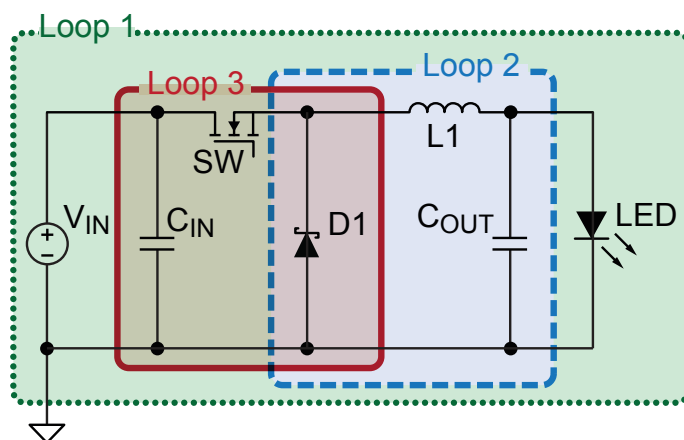 Loop 1
Loop 2
Loop 3
L1
SW
VIN
CIN
D1
COUT
LED
+
−